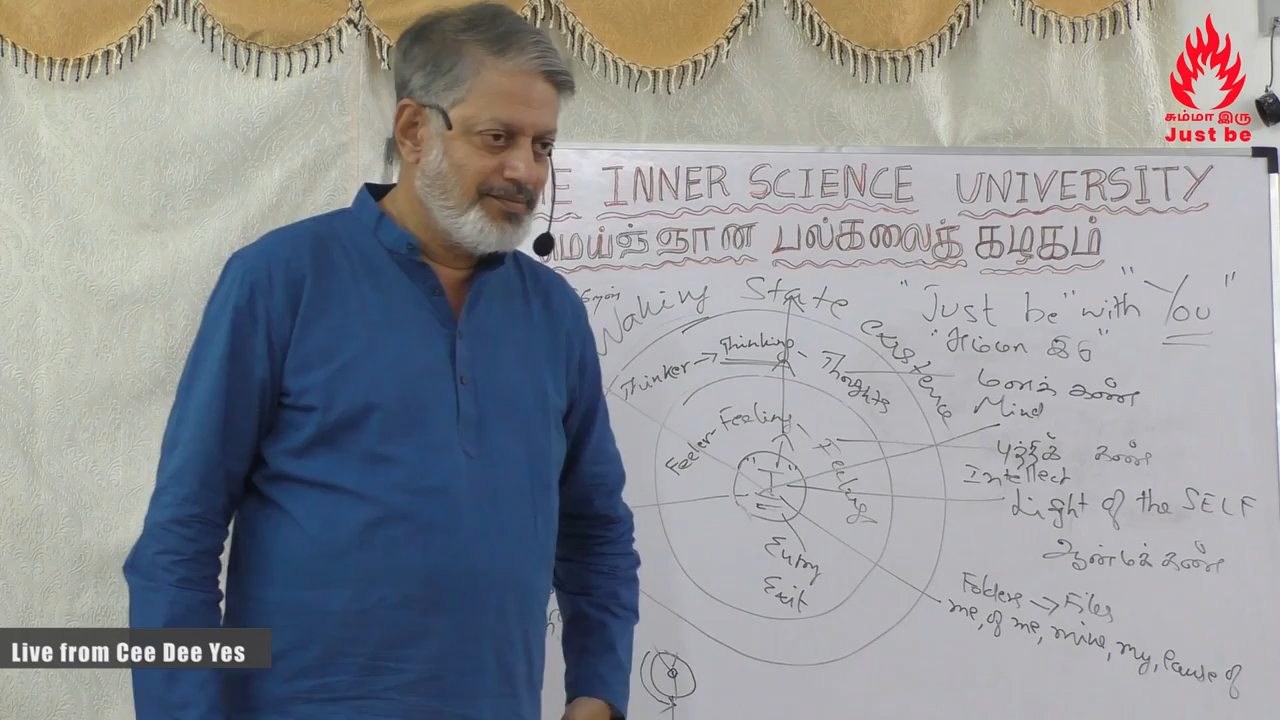 சும்மா இரு
Just be
E INNER SCIENCE UNIVERSITY
மெய்ஞ்ஞான பல்கலைக் கழகம்
Waking State
"Just be" with "You"
"சும்மா இரு"
Existence
Thinker → Thinking - Thoughts
மனக் கண்
Mind
Feeler - Feeling - Feeling
புத்திக் கண்
Intellect
"I"
Light of the SELF
ஆன்மக் கண்
Entry
Exit
Folders → Files
me, of me, mine, my, Cause of
Live from Cee Dee Yes